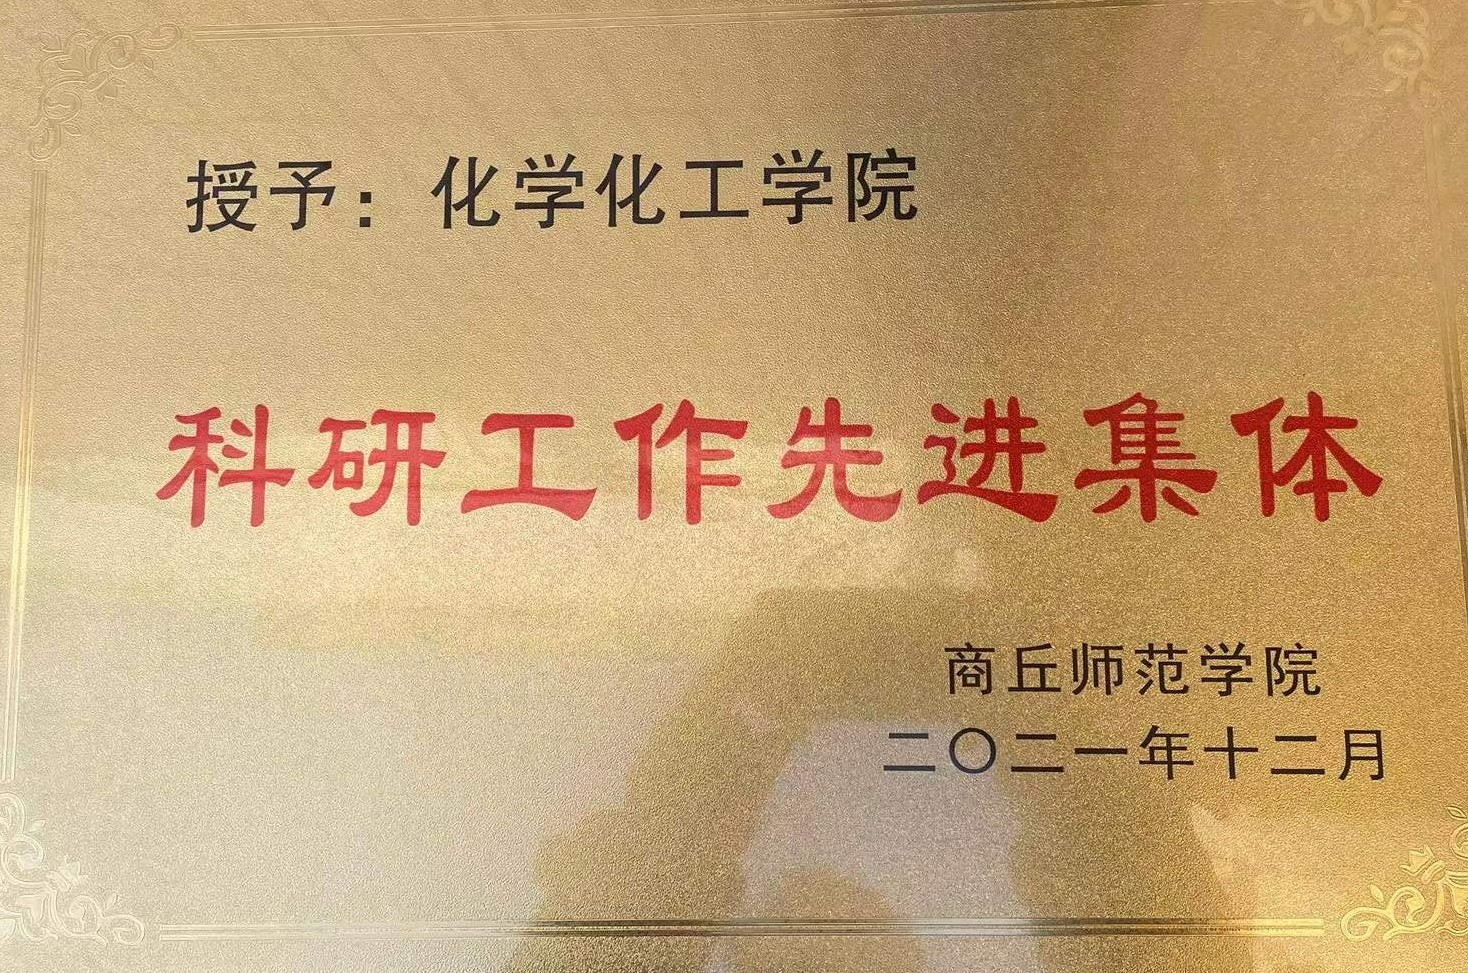 授予：化学化工学院
科研工作先进集体
商丘师范学院
二〇二一年十二月